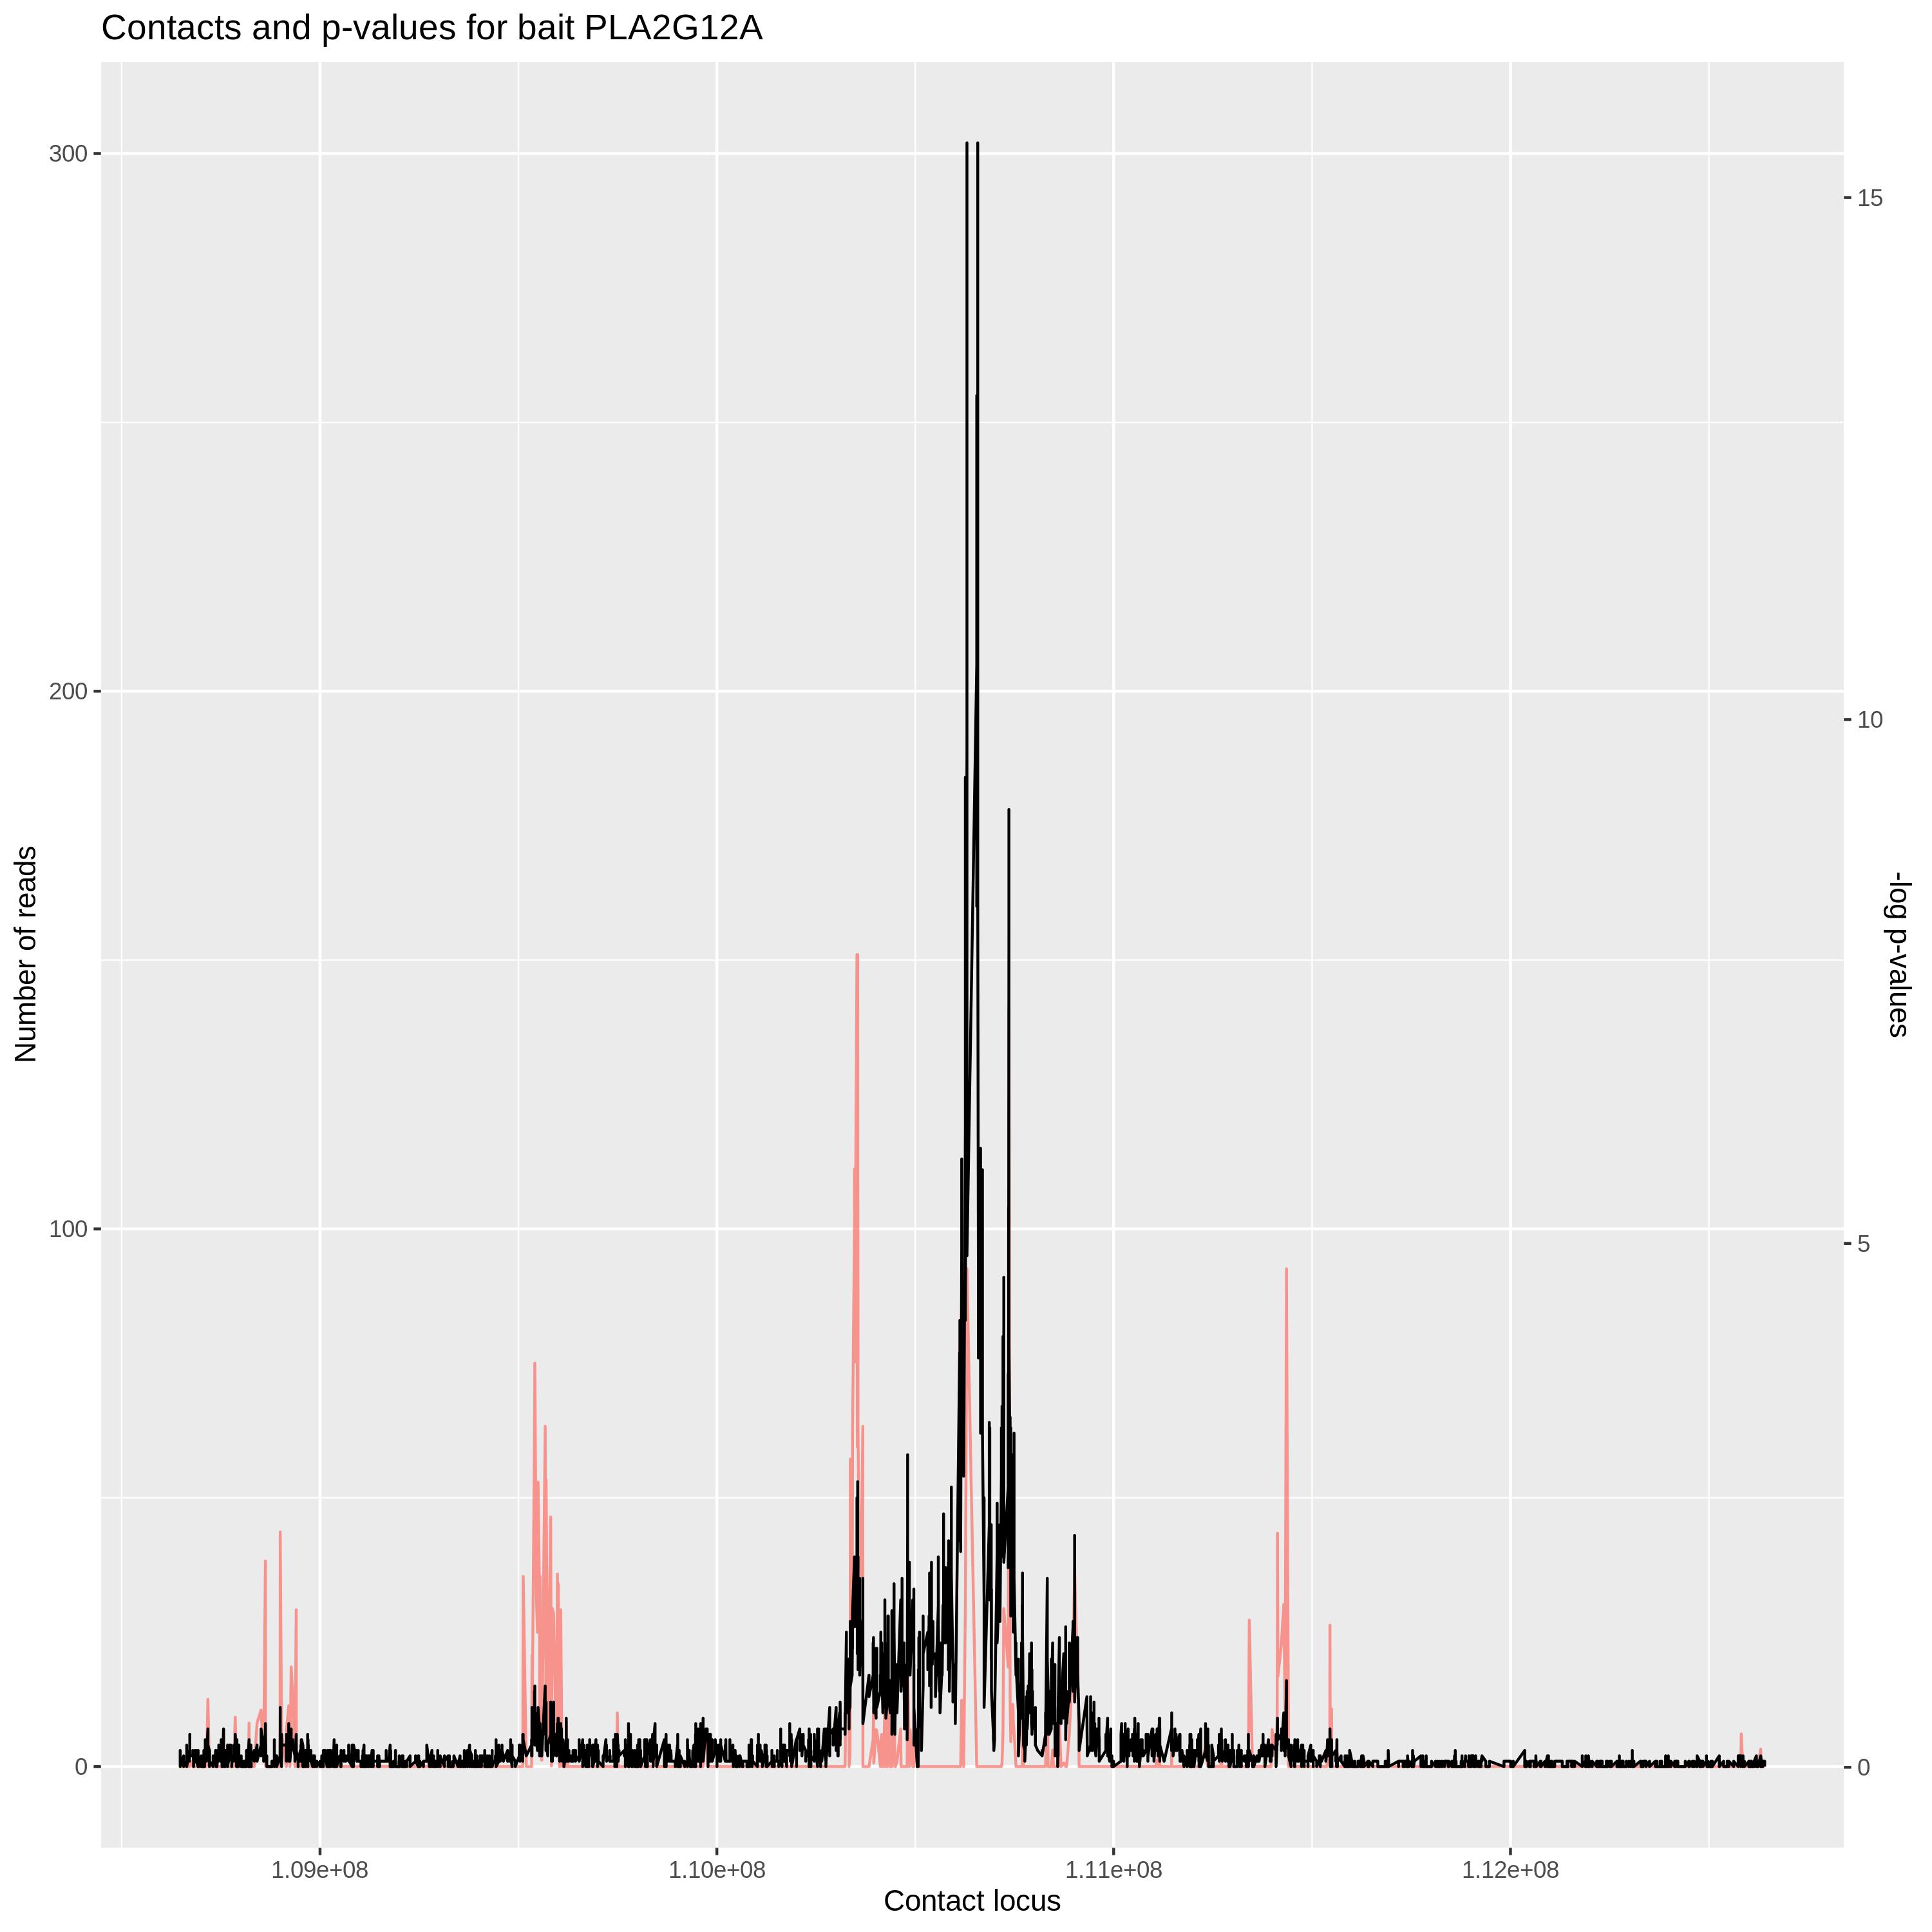 Contacts and p-values for bait PLA2G12A
300
200
100
0
15
10
5
0
Number of reads
-log p-values
1.09e+08
1.10e+08
1.11e+08
1.12e+08
Contact locus